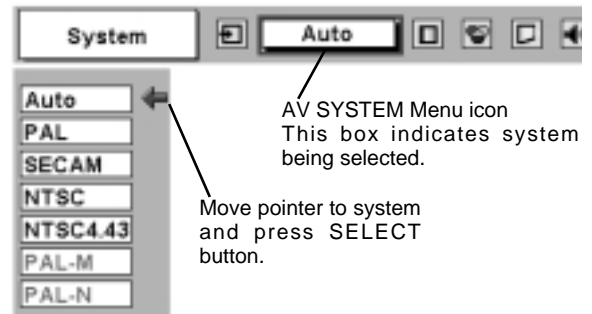 System
Auto
AV SYSTEM Menu icon
This box indicates system
being selected.
Auto
PAL
SECAM
NTSC
NTSC4.43
PAL-M
PAL-N
Move pointer to system
and press SELECT
button.